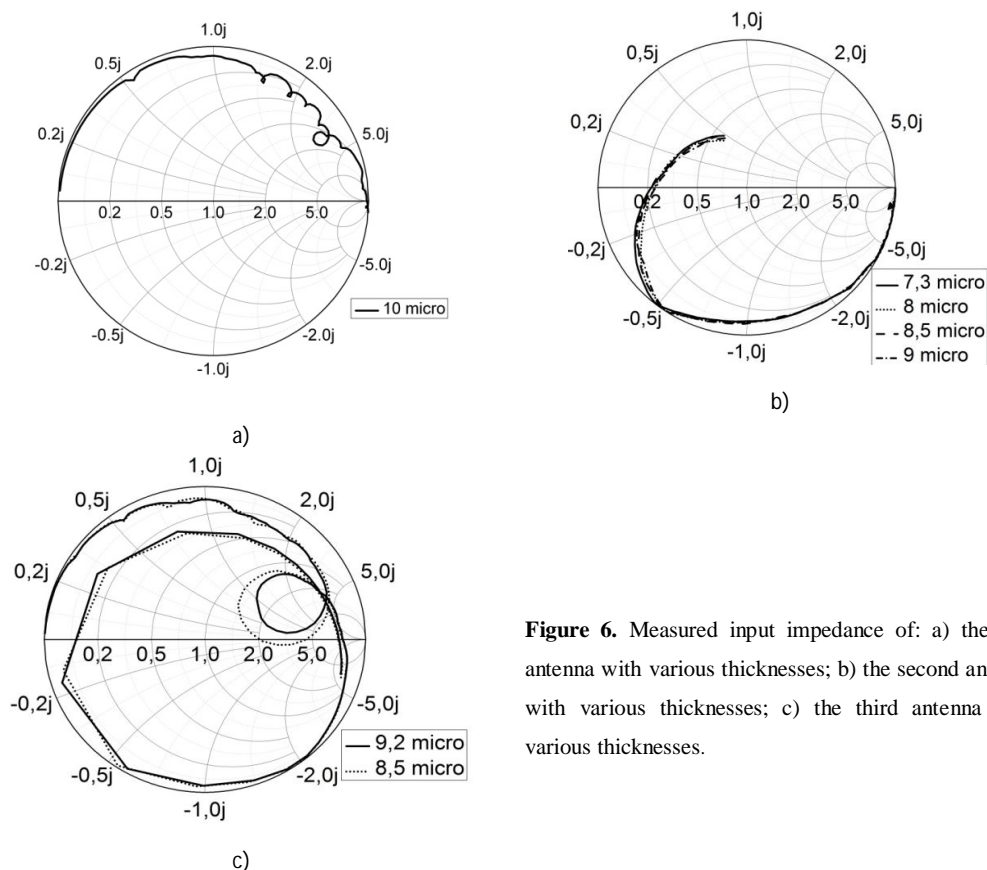 1.0j
0.5j 2.0j
0.2j 5.0j
0.2 0.5 1.0 2.0 5.0
-0.2j -5.0j
10 micro
-0.5j -2.0j
-1.0j
a)
1,0j
0,5j 2,0j
0,2j 5,0j
0,2 0,5 1,0 2,0 5,0
-0,2j -5,0j
7,3 micro
-0,5j -2,0j
8 micro
8,5 micro
-1,0j
9 micro
b)
1,0j
0,5j 2,0j
0,2j 5,0j
0,2 0,5 1,0 2,0 5,0
-0,2j -5,0j
9,2 micro
8,5 micro
-0,5j -2,0j
-1,0j
c)
Figure 6. Measured input impedance of: a) the
antenna with various thicknesses; b) the second an
with various thicknesses; c) the third antenna
various thicknesses.